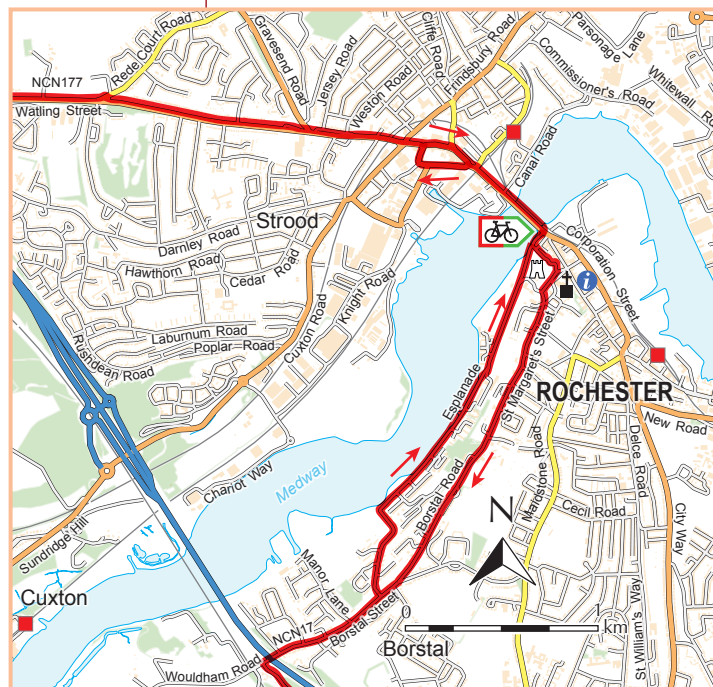 NCN177
Rede Court Road
Watling Street
Gravesend Road
Jersey Road
Weston Road
Cliffe Road
Frindsbury Road
Parsonage Lane
Commissioner's Road
Whitewall
Canal Road
Strood
Darnley Road
Hawthorn Road
Cedar Road
Laburnum Road
Poplar Road
Rushdean Road
Cuxton Road
Knight Road
Corporation Street
i
St Margaret's Street
Esplanade
ROCHESTER
New Road
Delce Road
Maidstone Road
Cecil Road
City Way
St William's Way
Chariot Way
Medway
Borstal Road
Sundridge Hill
Cuxton
Manor Lane
NCN17
Borstal Street
Wouldham Road
Borstal
N
0 1
km